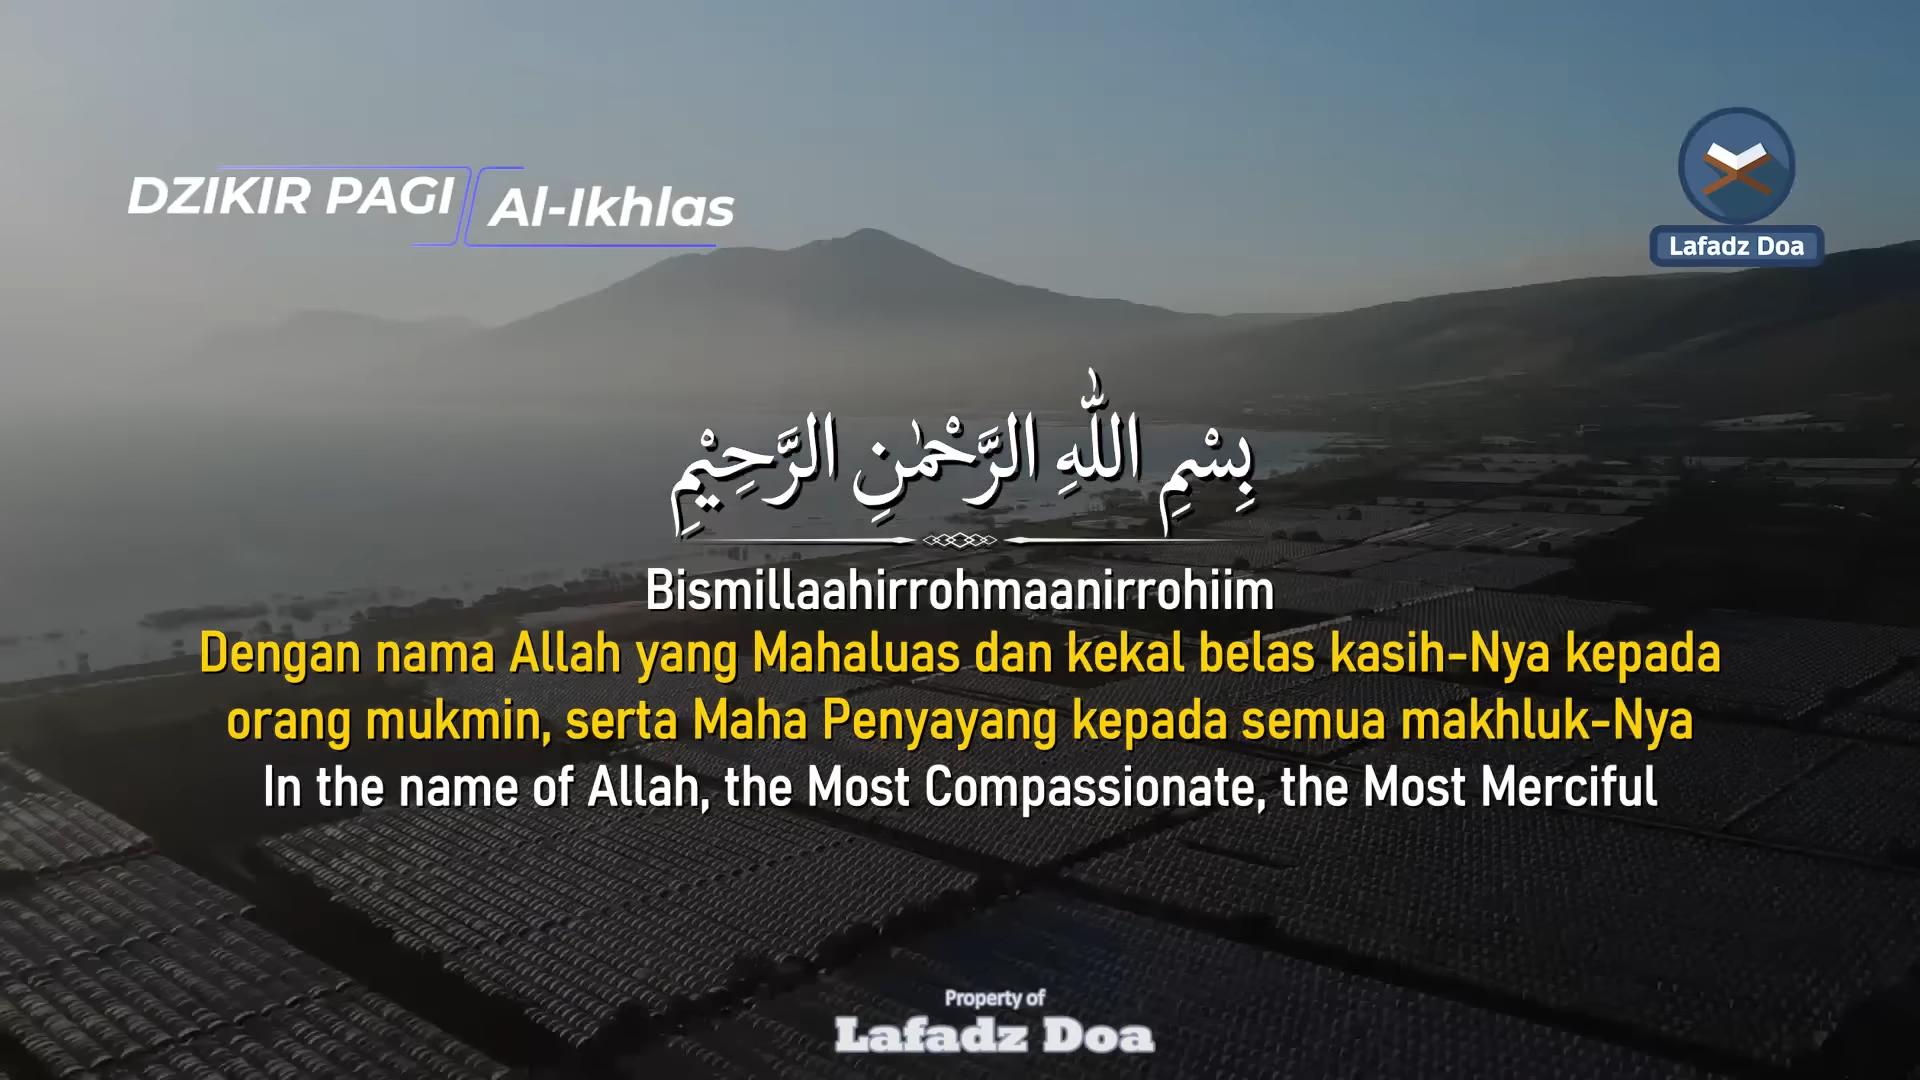 DZIKIR PAGI
Al-Ikhlas
Lafadz Doa
بِسْمِ اللّٰهِ الرَّحْمٰنِ الرَّحِيْمِ
Bismillaahirrohmaanirrohiim
Dengan nama Allah yang Mahaluas dan kekal belas kasih-Nya kepada
orang mukmin, serta Maha Penyayang kepada semua makhluk-Nya
In the name of Allah, the Most Compassionate, the Most Merciful
Property of
Lafadz Doa